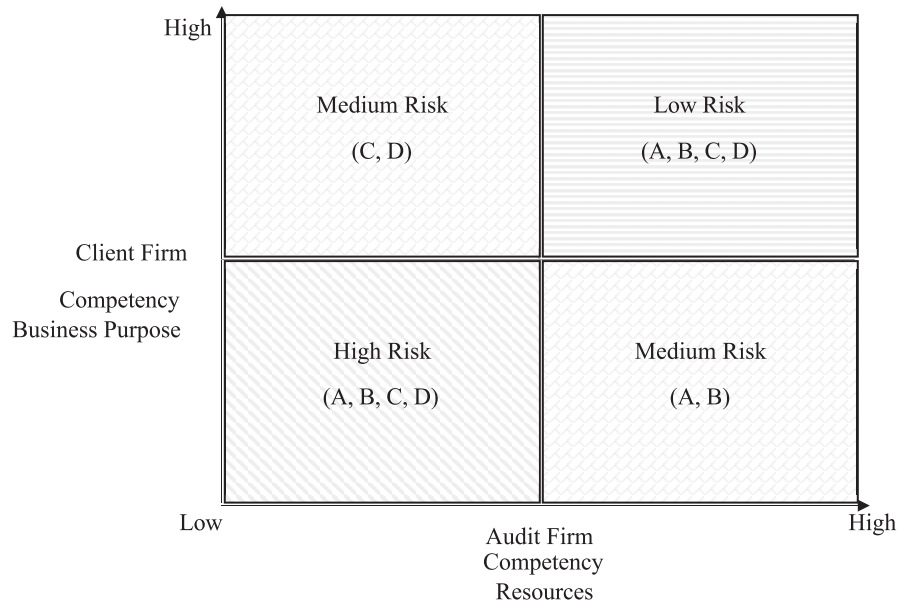 High
Medium Risk
(C, D)
Low Risk
(A, B, C, D)
Client Firm
Competency
Business Purpose
High Risk
(A, B, C, D)
Medium Risk
(A, B)
Low
High
Audit Firm
Competency
Resources